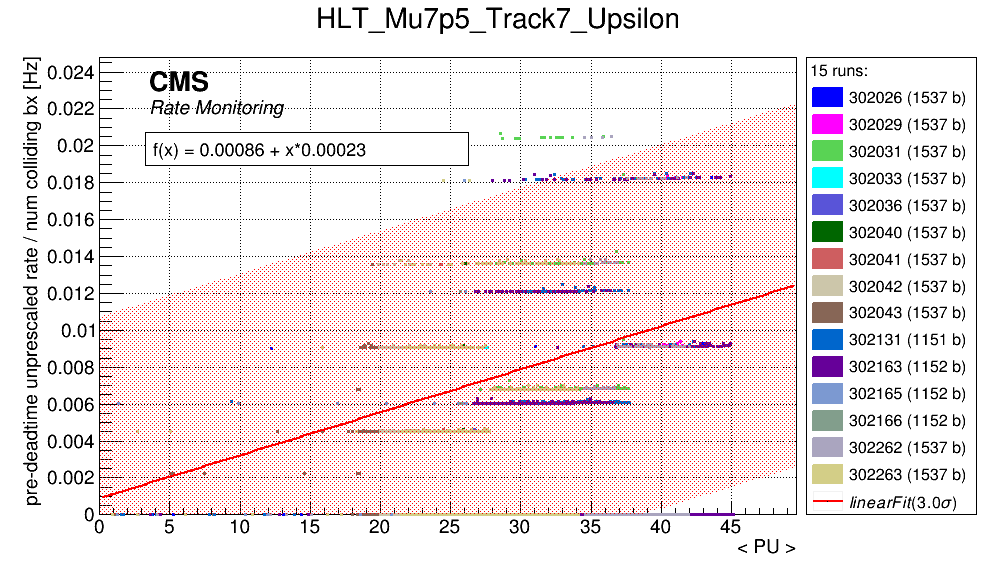 HLT_Mu7p5_Track7_Upsilon
pre-deadtime unprescaled rate / num colliding bx [Hz]
0.024
0.022
0.02
0.018
0.016
0.014
0.012
0.01
0.008
0.006
0.004
0.002
0
CMS
Rate Monitoring
f(x) = 0.00086 + x*0.00023
0 5 10 15 20 25 30 35 40 45
< PU >
15 runs:
302026 (1537 b)
302029 (1537 b)
302031 (1537 b)
302033 (1537 b)
302036 (1537 b)
302040 (1537 b)
302041 (1537 b)
302042 (1537 b)
302043 (1537 b)
302131 (1151 b)
302163 (1152 b)
302165 (1152 b)
302166 (1152 b)
302262 (1537 b)
302263 (1537 b)
linearFit(3.0σ)